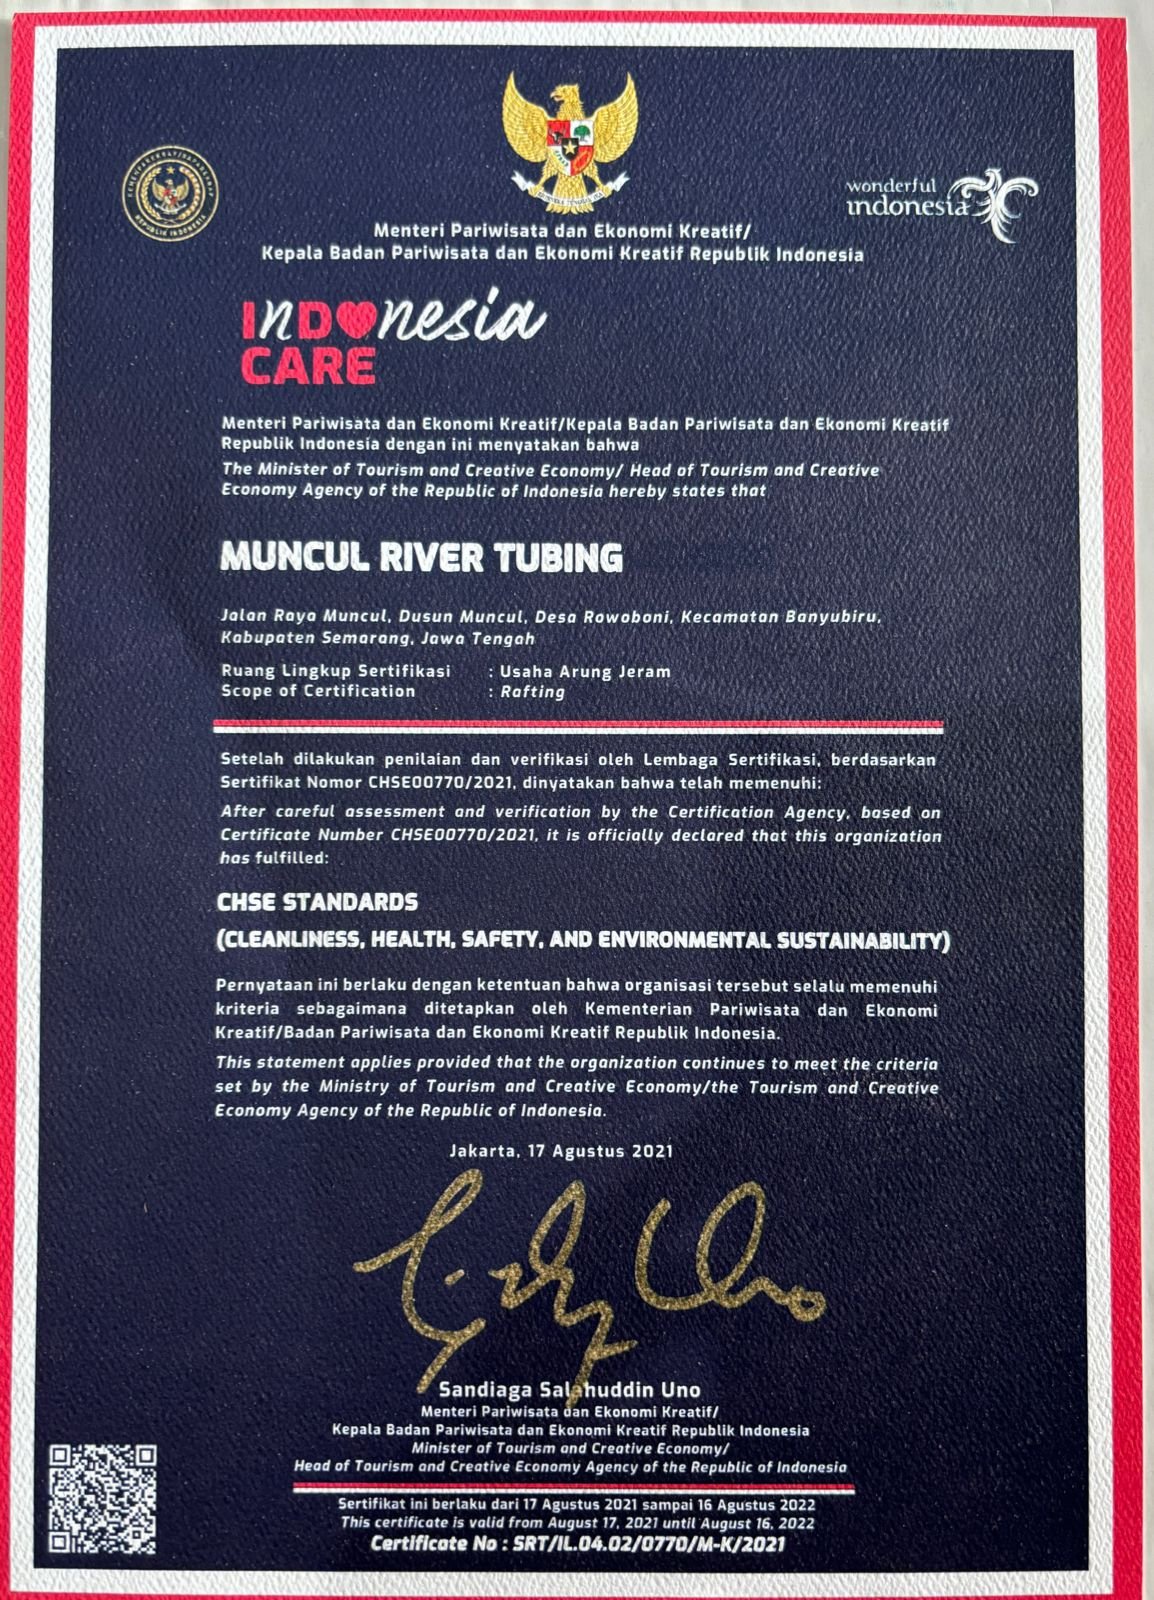 wonderful
indonesia
Menteri Pariwisata dan Ekonomi Kreatif/
Kepala Badan Pariwisata dan Ekonomi Kreatif Republik Indonesia
INDONesia
CARE
Menteri Pariwisata dan Ekonomi Kreatif/Kepala Badan Pariwisata dan Ekonomi Kreatif
Republik Indonesia dengan ini menyatakan bahwa
The Minister of Tourism and Creative Economy/ Head of Tourism and Creative
Economy Agency of the Republic of Indonesia hereby states that
MUNCUL RIVER TUBING
Jalan Raya Muncul, Dusun Muncul, Desa Rowoboni, Kecamatan Banyubiru,
Kabupaten Semarang, Jawa Tengah
Ruang Lingkup Sertifikasi : Usaha Arung Jeram
Scope of Certification : Rafting
Setelah dilakukan penilaian dan verifikasi oleh Lembaga Sertifikasi, berdasarkan
Sertifikat Nomor CHSE00770/2021, dinyatakan bahwa telah memenuhi:
After careful assessment and verification by the Certification Agency, based on
Certificate Number CHSE00770/2021, it is officially declared that this organization
has fulfilled:
CHSE STANDARDS
(CLEANLINESS, HEALTH, SAFETY, AND ENVIRONMENTAL SUSTAINABILITY)
Pernyataan ini berlaku dengan ketentuan bahwa organisasi tersebut selalu memenuhi
kriteria sebagaimana ditetapkan oleh Kementerian Pariwisata dan Ekonomi
Kreatif/Badan Pariwisata dan Ekonomi Kreatif Republik Indonesia.
This statement applies provided that the organization continues to meet the criteria
set by the Ministry of Tourism and Creative Economy/the Tourism and Creative
Economy Agency of the Republic of Indonesia.
Jakarta, 17 Agustus 2021
Sandiaga Salahuddin Uno
Menteri Pariwisata dan Ekonomi Kreatif/
Kepala Badan Pariwisata dan Ekonomi Kreatif Republik Indonesia
Minister of Tourism and Creative Economy/
Head of Tourism and Creative Economy Agency of the Republic of Indonesia
Sertifikat ini berlaku dari 17 Agustus 2021 sampai 16 Agustus 2022
This certificate is valid from August 17, 2021 until August 16, 2022
Certificate No : SRT/IL.04.02/0770/M-K/2021